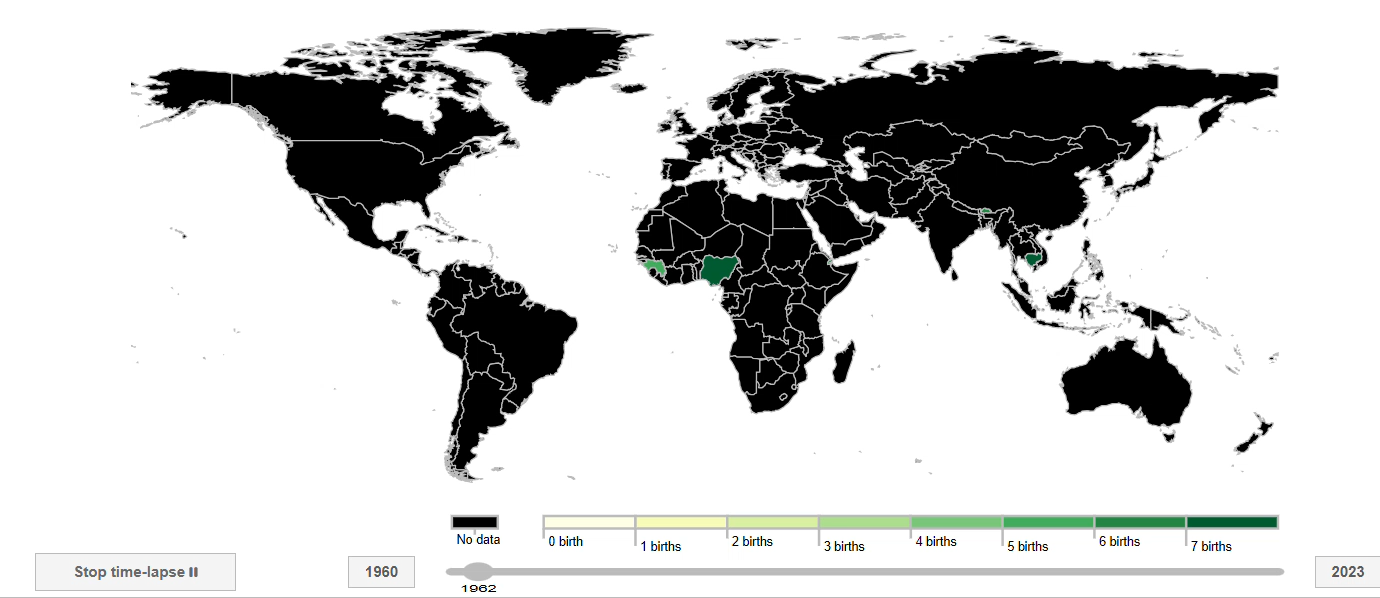 No data
0 birth
1 births
2 births
3 births
4 births
5 births
6 births
7 births
Stop time-lapse
1960
1962
2023